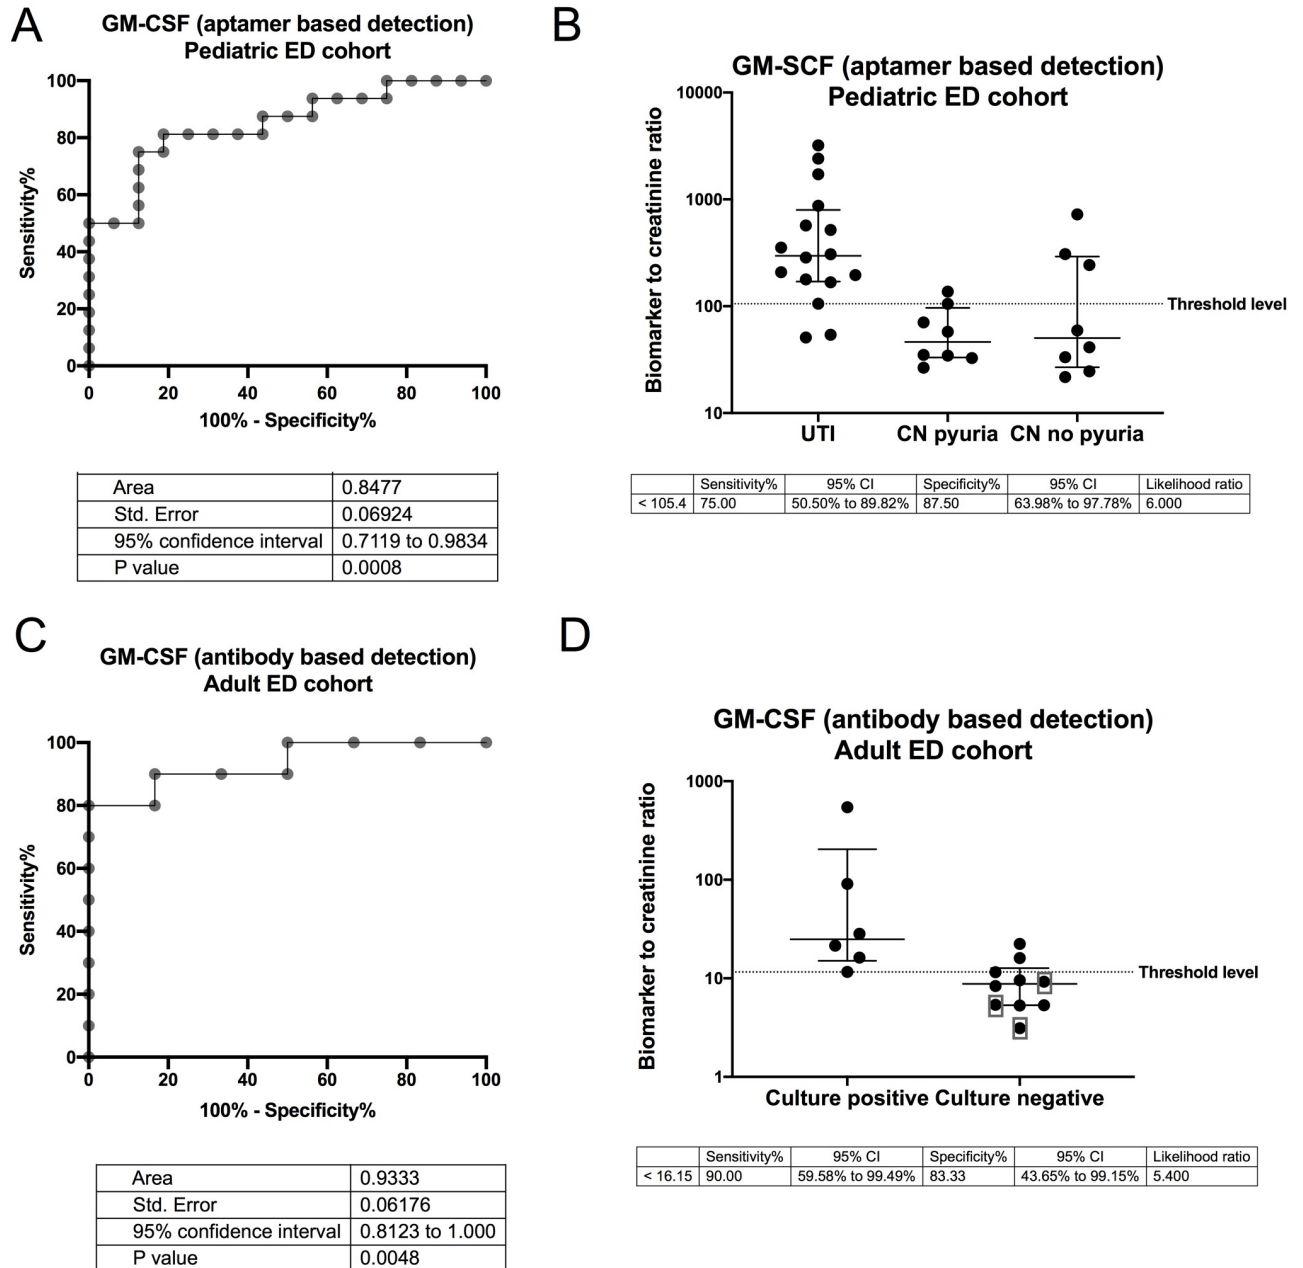 A
GM-CSF (aptamer based detection)
Pediatric ED cohort
100
80
60
40
20
0
Sensitivity%
0 20 40 60 80 100
100% - Specificity%
Area 0.8477
Std. Error 0.06924
95% confidence interval 0.7119 to 0.9834
P value 0.0008
B
GM-SCF (aptamer based detection)
Pediatric ED cohort
10000
1000
100
10
Biomarker to creatinine ratio
Threshold level
UTI CN pyuria CN no pyuria
Sensitivity% 95% CI Specificity% 95% CI Likelihood ratio
< 105.4 75.00 50.50% to 89.82% 87.50 63.98% to 97.78% 6.000
C
GM-CSF (antibody based detection)
Adult ED cohort
100
80
60
40
20
0
Sensitivity%
0 20 40 60 80 100
100% - Specificity%
Area 0.9333
Std. Error 0.06176
95% confidence interval 0.8123 to 1.000
P value 0.0048
D
GM-CSF (antibody based detection)
Adult ED cohort
1000
100
10
1
Biomarker to creatinine ratio
Threshold level
Culture positive Culture negative
Sensitivity% 95% CI Specificity% 95% CI Likelihood ratio
< 16.15 90.00 59.58% to 99.49% 83.33 43.65% to 99.15% 5.400